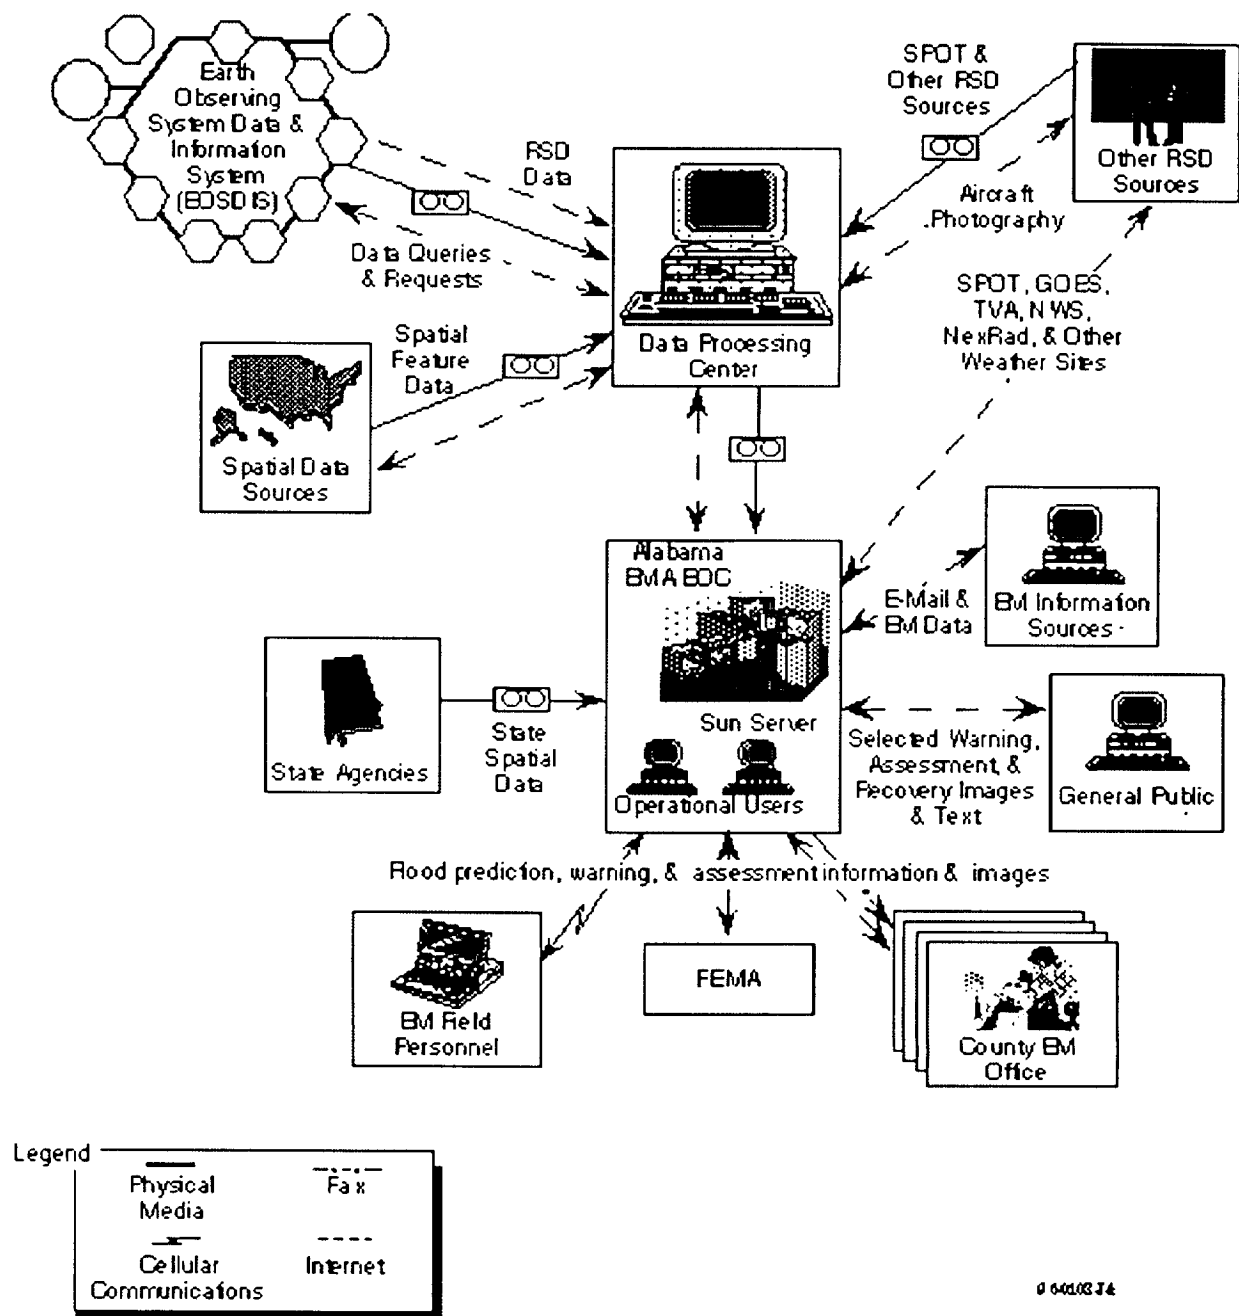 Earth
Observing
System Data &
Information
System
(EOSDIS)
RSD
Data
SPOT &
Other RSD
Sources
Other RSD
Sources
Aircraft
Photography
Data Queries
& Requests
Data Processing
Center
SPOT, GOES,
TVA, NWS,
NexRad, & Other
Weather Sites
Spatial
Feature
Data
Spatial Data
Sources
Alabama
EMA EOC
Sun Server
Operational Users
E-Mail &
EM Data
EM Information
Sources
State Agencies
State
Spatial
Data
Selected Warning,
Assessment, &
Recovery Images
& Text
General Public
Flood prediction, warning, & assessment information & images
EM Field
Personnel
FEMA
County EM
Office
Legend
Physical
Media
Fax
Cellular
Communications
Internet